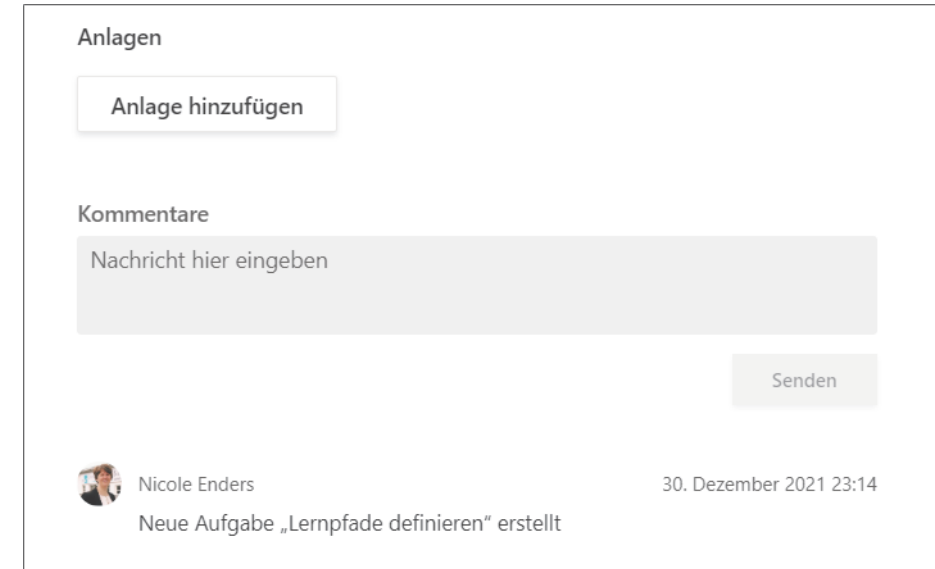 Anlagen
Anlage hinzufügen
Kommentare
Nachricht hier eingeben
Senden
Nicole Enders
30. Dezember 2021 23:14
Neue Aufgabe „Lernpfade definieren“ erstellt